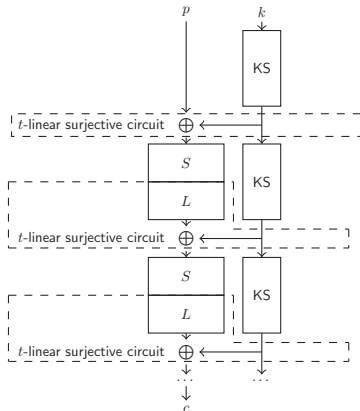 p k
KS
t-linear surjective circuit
S
KS
L
t-linear surjective circuit
S
KS
L
t-linear surjective circuit
... ...
c